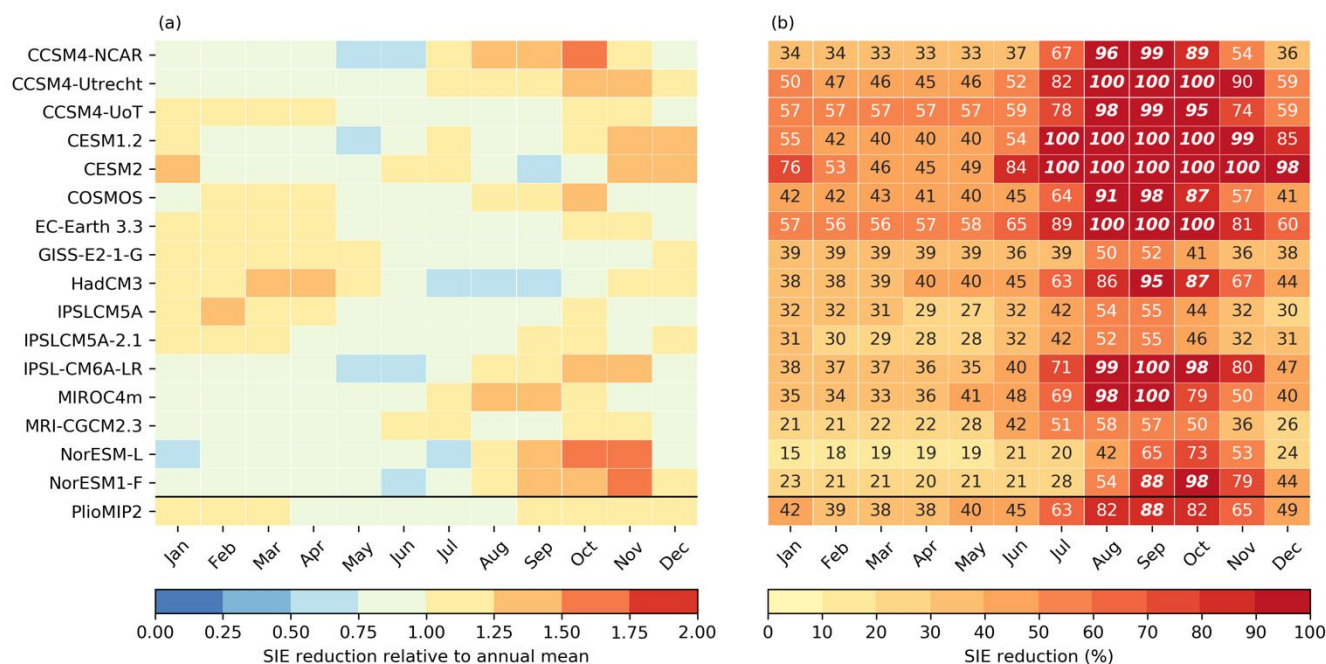 (a)
(b)
CCSM4-NCAR 34 34 33 33 33 37 67 96 99 89 54 36
CCSM4-Utrecht 50 47 46 45 46 52 82 100 100 100 90 59
CCSM4-UoT 57 57 57 57 57 59 78 98 99 95 74 59
CESM1.2 55 42 40 40 40 54 100 100 100 100 99 85
CESM2 76 53 46 45 49 84 100 100 100 100 100 98
COSMOS 42 42 43 41 40 45 64 91 98 87 57 41
EC-Earth 3.3 57 56 56 57 58 65 89 100 100 100 81 60
GISS-E2-1-G 39 39 39 39 39 36 39 50 52 41 36 38
HadCM3 38 38 39 40 40 45 63 86 95 87 67 44
IPSLCM5A 32 32 31 29 27 32 42 54 55 44 32 30
IPSLCM5A-2.1 31 30 29 28 28 32 42 52 55 46 32 31
IPSL-CM6A-LR 38 37 37 36 35 40 71 99 100 98 80 47
MIROC4m 35 34 33 36 41 48 69 98 100 79 50 40
MRI-CGCM2.3 21 21 22 22 28 42 51 58 57 50 36 26
NorESM-L 15 18 19 19 19 21 20 42 65 73 53 24
NorESM1-F 23 21 21 20 21 21 28 54 88 98 79 44
PlioMIP2 42 39 38 38 40 45 63 82 88 82 65 49
Jan Feb Mar Apr May Jun Jul Aug Sep Oct Nov Dec
Jan Feb Mar Apr May Jun Jul Aug Sep Oct Nov Dec
0.00 0.25 0.50 0.75 1.00 1.25 1.50 1.75 2.00
SIE reduction relative to annual mean
0 10 20 30 40 50 60 70 80 90 100
SIE reduction (%)